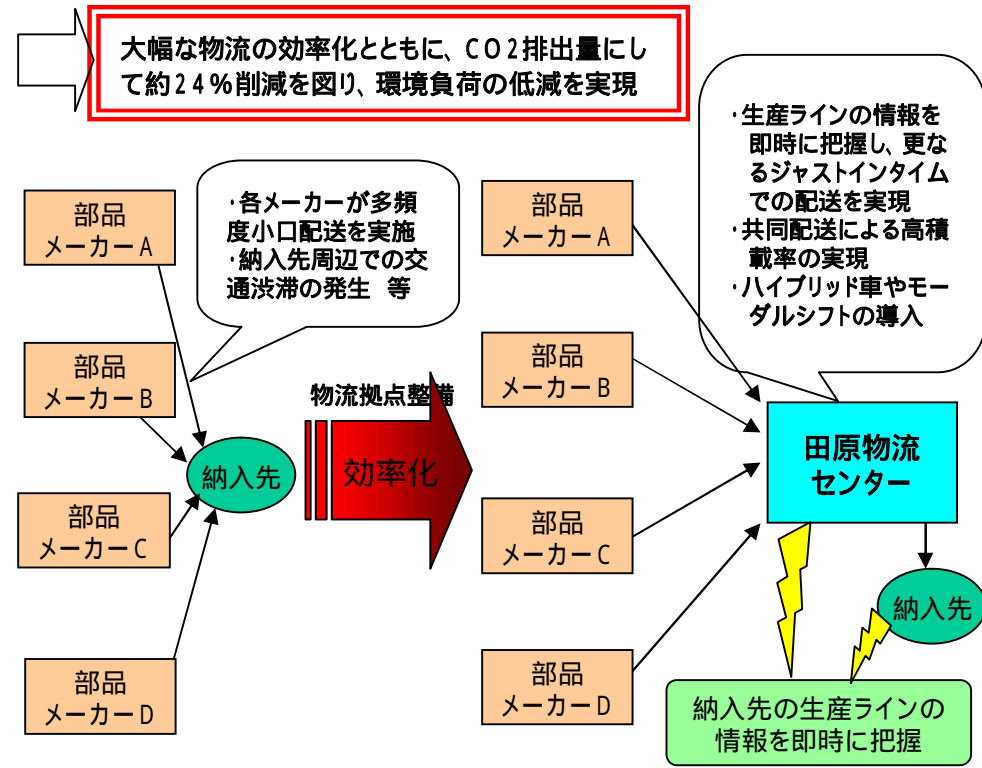 大幅な物流の効率化とともに、CO2排出量にし
て約24%削減を図り、環境負荷の低減を実現
・生産ラインの情報を
即時に把握し、更な
るジャストインタイム
での配送を実現
・共同配送による高積
載率の実現
・ハイブリッド車やモー
ダルシフトの導入
・各メーカーが多頻
度小口配送を実施
・納入先周辺での交
通渋滞の発生 等
部品
メーカーA
部品
メーカーB
部品
メーカーC
部品
メーカーD
納入先
物流拠点整備
効率化
部品
メーカーA
部品
メーカーB
部品
メーカーC
部品
メーカーD
田原物流
センター
納入先
納入先の生産ラインの
情報を即時に把握